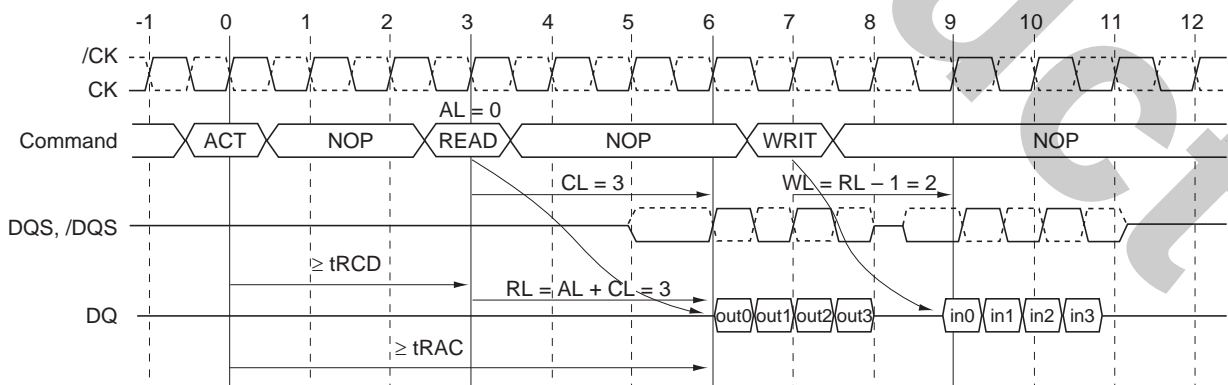 -1 0 1 2 3 4 5 6 7 8 9 10 11 12
/CK
CK
AL = 0
Command ACT NOP READ NOP WRIT NOP
CL = 3 WL = RL – 1 = 2
DQS, /DQS
≥ tRCD
RL = AL + CL = 3
DQ out0 out1 out2 out3 in0 in1 in2 in3
≥ tRAC